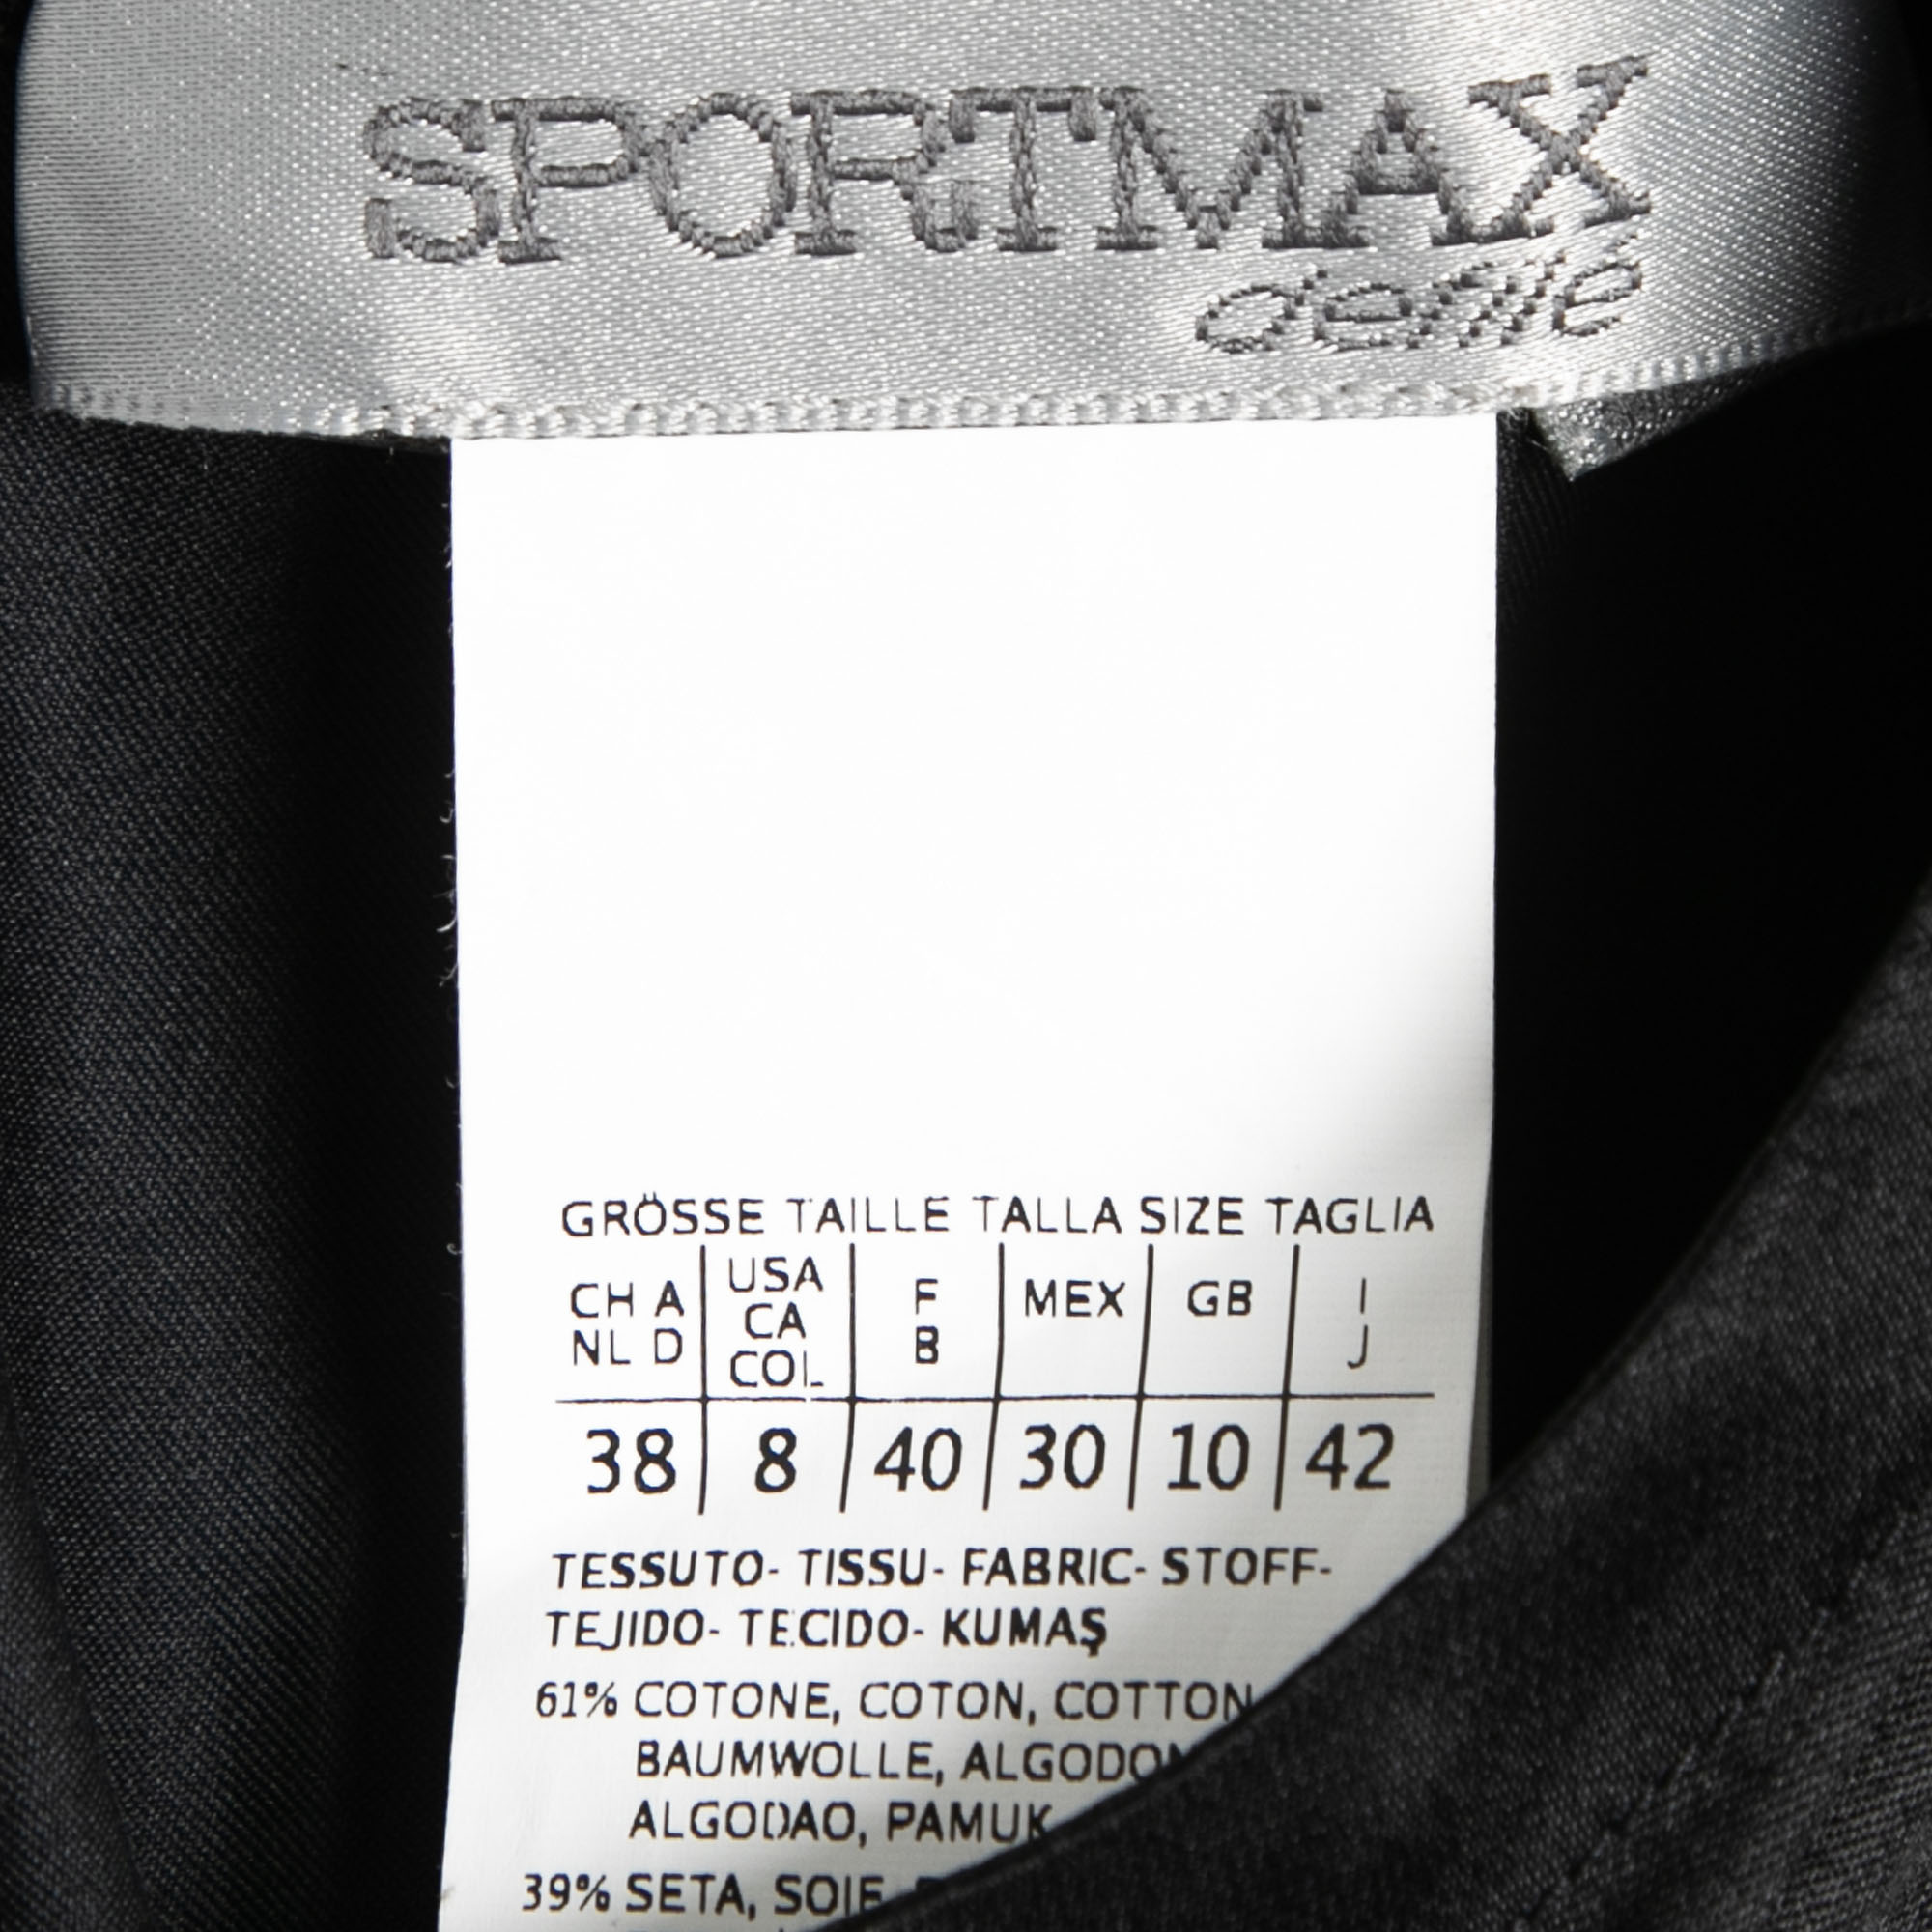 SPORTMAX
defilé
GRÖSSE TAILLE TALLA SIZE TAGLIA
CH A USA F MEX GB I
NL D CA B J
COL
38 8 40 30 10 42
TESSUTO- TISSU- FABRIC- STOFF-
TEJIDO- TECIDO- KUMAŞ
61% COTONE, COTON, COTTON
BAUMWOLLE, ALGODON
ALGODAO, PAMUK
39% SETA, SOIE